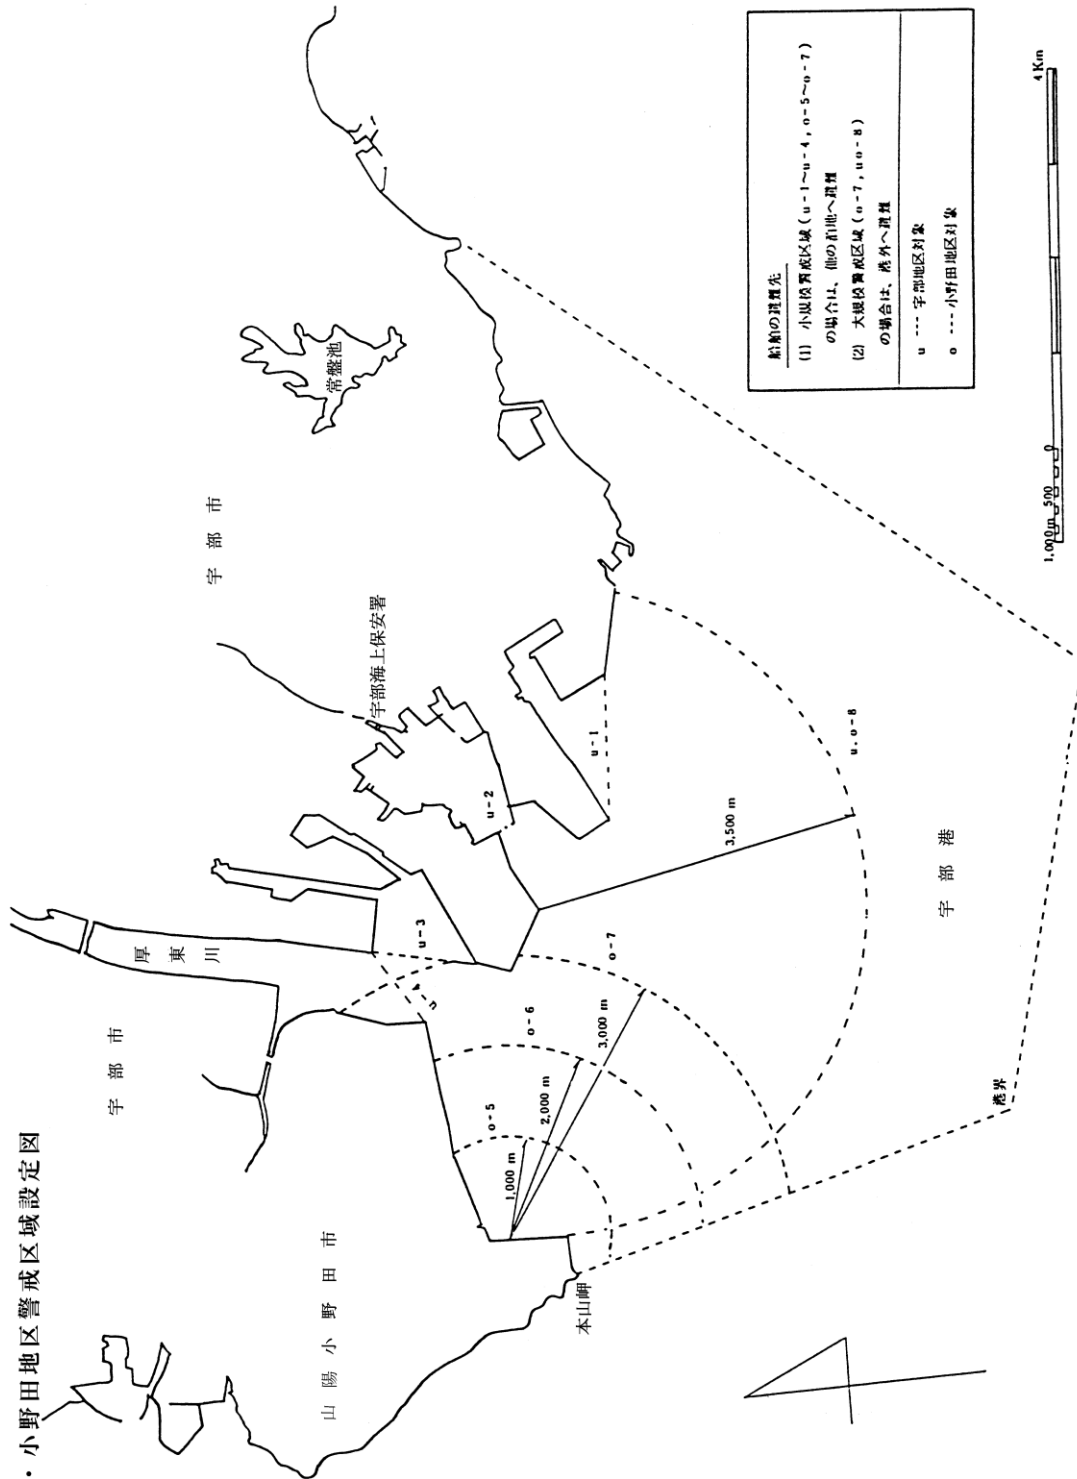 ・小野田地区警戒区域設定図
宇部市
宇部市
厚東川
常盤池
宇部海上保安署
山陽小野田市
本山岬
u-1
u-2
u-3
u
o-5
o-6
o-7
u.o-8
1,000 m
2,000 m
3,000 m
3,500 m
宇部港
港界
船舶の避難先
(1) 小規模警戒区域(u-1〜u-4, o-5〜o-7)
の場合は、他の泊地へ避難
(2) 大規模警戒区域(o-7, uo-8)
の場合は、港外へ避難
u --- 宇部地区対象
o --- 小野田地区対象
1,000m 500 0 4Km